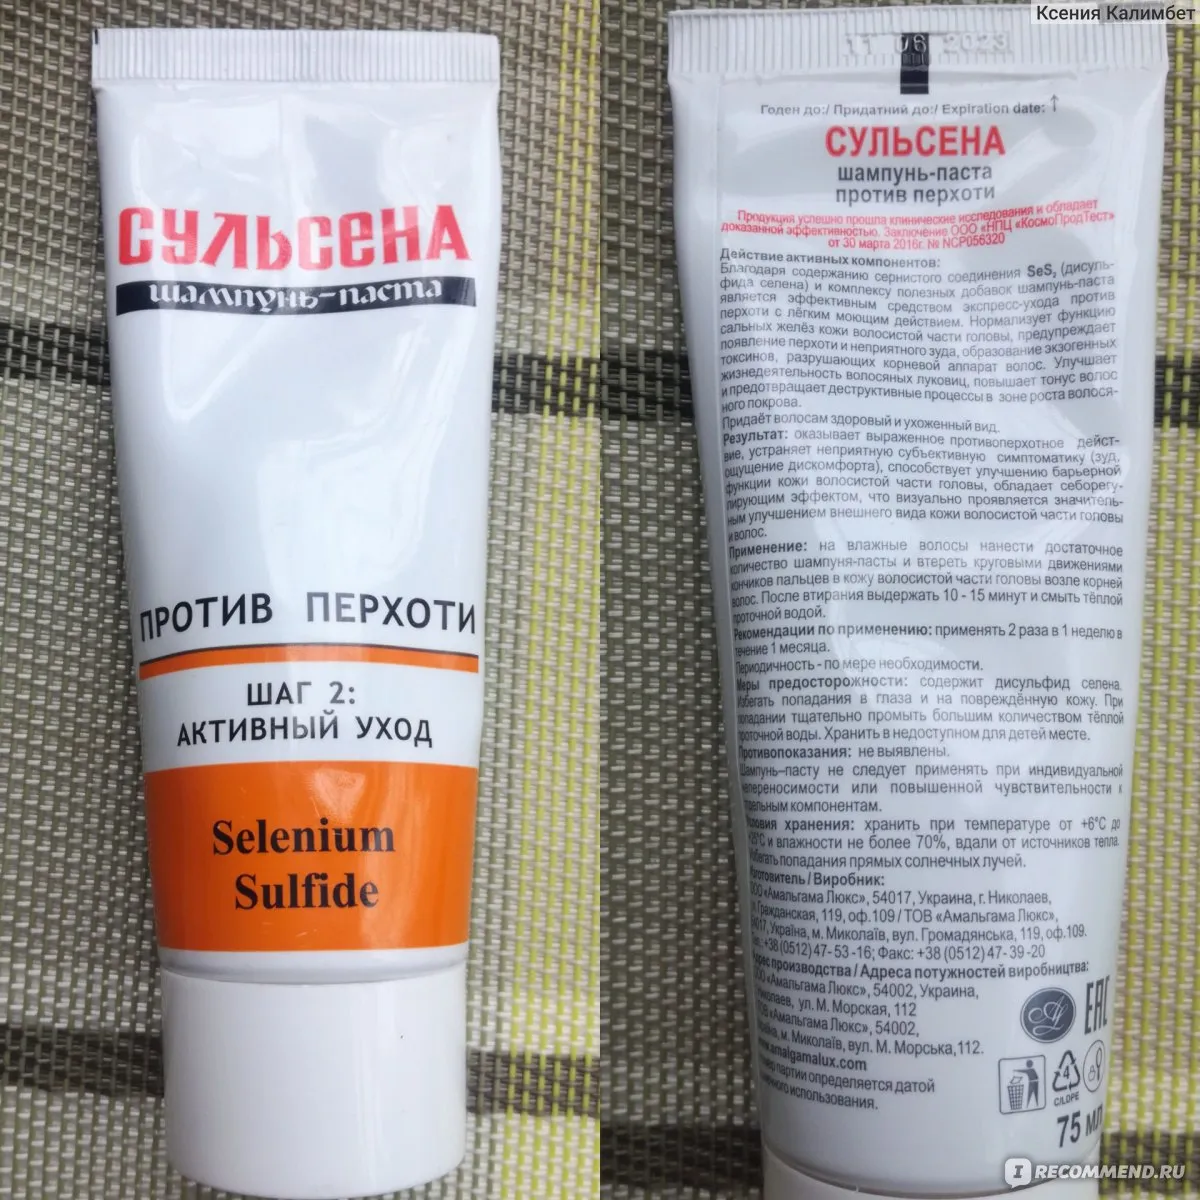 СУЛЬСЕНА
шампунь-паста
ПРОТИВ ПЕРХОТИ
ШАГ 2:
АКТИВНЫЙ УХОД
Selenium
Sulfide
Ксения Калимбет
11 06 2023
Годен до:/ Придатний до:/ Expiration date: ↑
СУЛЬСЕНА
шампунь-паста
против перхоти
Продукция успешно прошла клинические исследования и обладает
доказанной эффективностью. Заключение ООО «НПЦ «КосмоПродТест»
от 30 марта 2016г. № NCP056320
Действие активных компонентов:
Благодаря содержанию сернистого соединения SeS₂ (дисуль-
фида селена) и комплексу полезных добавок шампунь-паста
является эффективным средством экспресс-ухода против
перхоти с лёгким моющим действием. Нормализует функцию
сальных желёз кожи волосистой части головы, предупреждает
появление перхоти и неприятного зуда, образование экзогенных
токсинов, разрушающих корневой аппарат волос. Улучшает
жизнедеятельность волосяных луковиц, повышает тонус волос
и предотвращает деструктивные процессы в зоне роста волося-
ного покрова.
Придаёт волосам здоровый и ухоженный вид.
Результат: оказывает выраженное противоперхотное дейст-
вие, устраняет неприятную субъективную симптоматику (зуд,
ощущение дискомфорта), способствует улучшению барьерной
функции кожи волосистой части головы, обладает себорегу-
лирующим эффектом, что визуально проявляется значитель-
ным улучшением внешнего вида кожи волосистой части головы
и волос.
Применение: на влажные волосы нанести достаточное
количество шампуня-пасты и втереть круговыми движениями
кончиков пальцев в кожу волосистой части головы возле корней
волос. После втирания выдержать 10 - 15 минут и смыть тёплой
проточной водой.
Рекомендации по применению: применять 2 раза в 1 неделю в
течение 1 месяца.
Периодичность - по мере необходимости.
Меры предосторожности: содержит дисульфид селена.
Избегать попадания в глаза и на повреждённую кожу. При
попадании тщательно промыть большим количеством тёплой
проточной воды. Хранить в недоступном для детей месте.
Противопоказания: не выявлены.
Шампунь–пасту не следует применять при индивидуальной
непереносимости или повышенной чувствительности к
отдельным компонентам.
Условия хранения: хранить при температуре от +6°С до
+25°С и влажности не более 70%, вдали от источников тепла.
Избегать попадания прямых солнечных лучей.
Изготовитель / Виробник:
ООО «Амальгама Люкс», 54017, Украина, г. Николаев,
ул. Гражданская, 119, оф.109 / ТОВ «Амальгама Люкс»,
54017, Україна, м. Миколаїв, вул. Громадянська, 119, оф.109.
Тел.: +38 (0512) 47- 53 -16; Факс: +38 (0512) 47- 39 -20
Адрес производства / Адреса потужностей виробництва:
ООО «Амальгама Люкс», 54002, Украина,
г. Николаев, ул. М. Морская, 112
ТОВ «Амальгама Люкс», 54002,
Україна, м. Миколаїв, вул. М. Морська,112.
www.amalgamalux.com
Номер партии определяется датой
конечного использования.
EAC
4
C/LDPE
75 мл
IRECOMMEND.RU